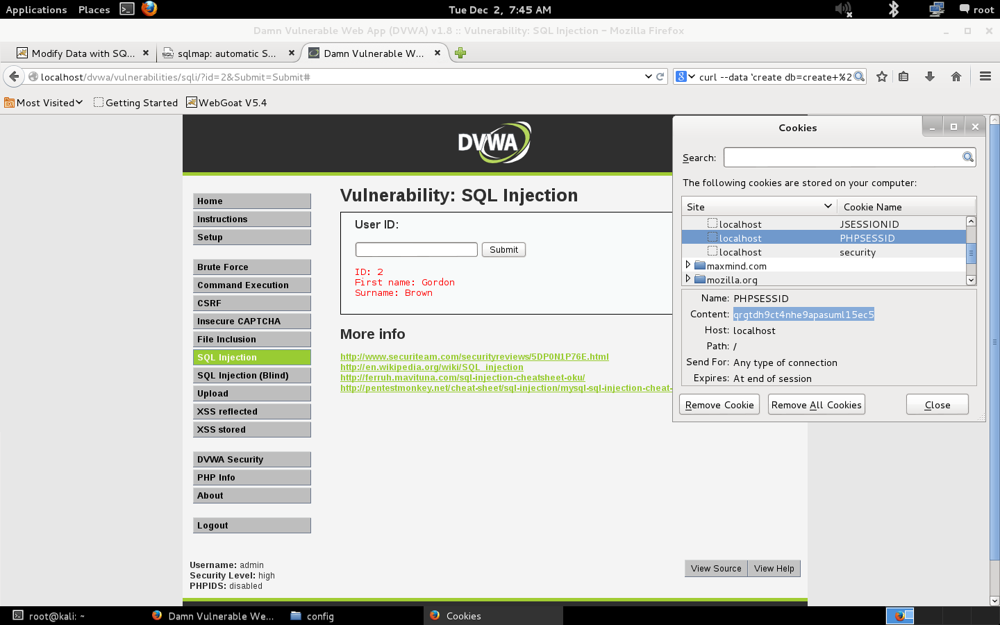 Applications Places
Tue Dec 2, 7:45 AM
root
Damn Vulnerable Web App (DVWA) v1.8 :: Vulnerability: SQL Injection - Mozilla Firefox
Modify Data with SQ...
sqlmap: automatic S...
Damn Vulnerable W...
localhost/dvwa/vulnerabilities/sqli/?id=2&Submit=Submit#
curl --data 'create db=create+%2
Most Visited
Getting Started
WebGoat V5.4
DVWA
Home
Instructions
Setup
Brute Force
Command Execution
CSRF
Insecure CAPTCHA
File Inclusion
SQL Injection
SQL Injection (Blind)
Upload
XSS reflected
XSS stored
DVWA Security
PHP Info
About
Logout
Vulnerability: SQL Injection
User ID:
Submit
ID: 2
First name: Gordon
Surname: Brown
More info
http://www.securiteam.com/securityreviews/5DP0N1P76E.html
http://en.wikipedia.org/wiki/SQL_injection
http://ferruh.mavituna.com/sql-injection-cheatsheet-oku/
http://pentestmonkey.net/cheat-sheet/sql-injection/mysql-sql-injection-cheat-
Username: admin
Security Level: high
PHPIDS: disabled
View Source
View Help
Cookies
Search:
The following cookies are stored on your computer:
Site Cookie Name
localhost JSESSIONID
localhost PHPSESSID
localhost security
maxmind.com
mozilla.org
Name: PHPSESSID
Content: qrgtdh9ct4nhe9apasuml15ec5
Host: localhost
Path: /
Send For: Any type of connection
Expires: At end of session
Remove Cookie
Remove All Cookies
Close
root@kali: ~
Damn Vulnerable We...
config
Cookies